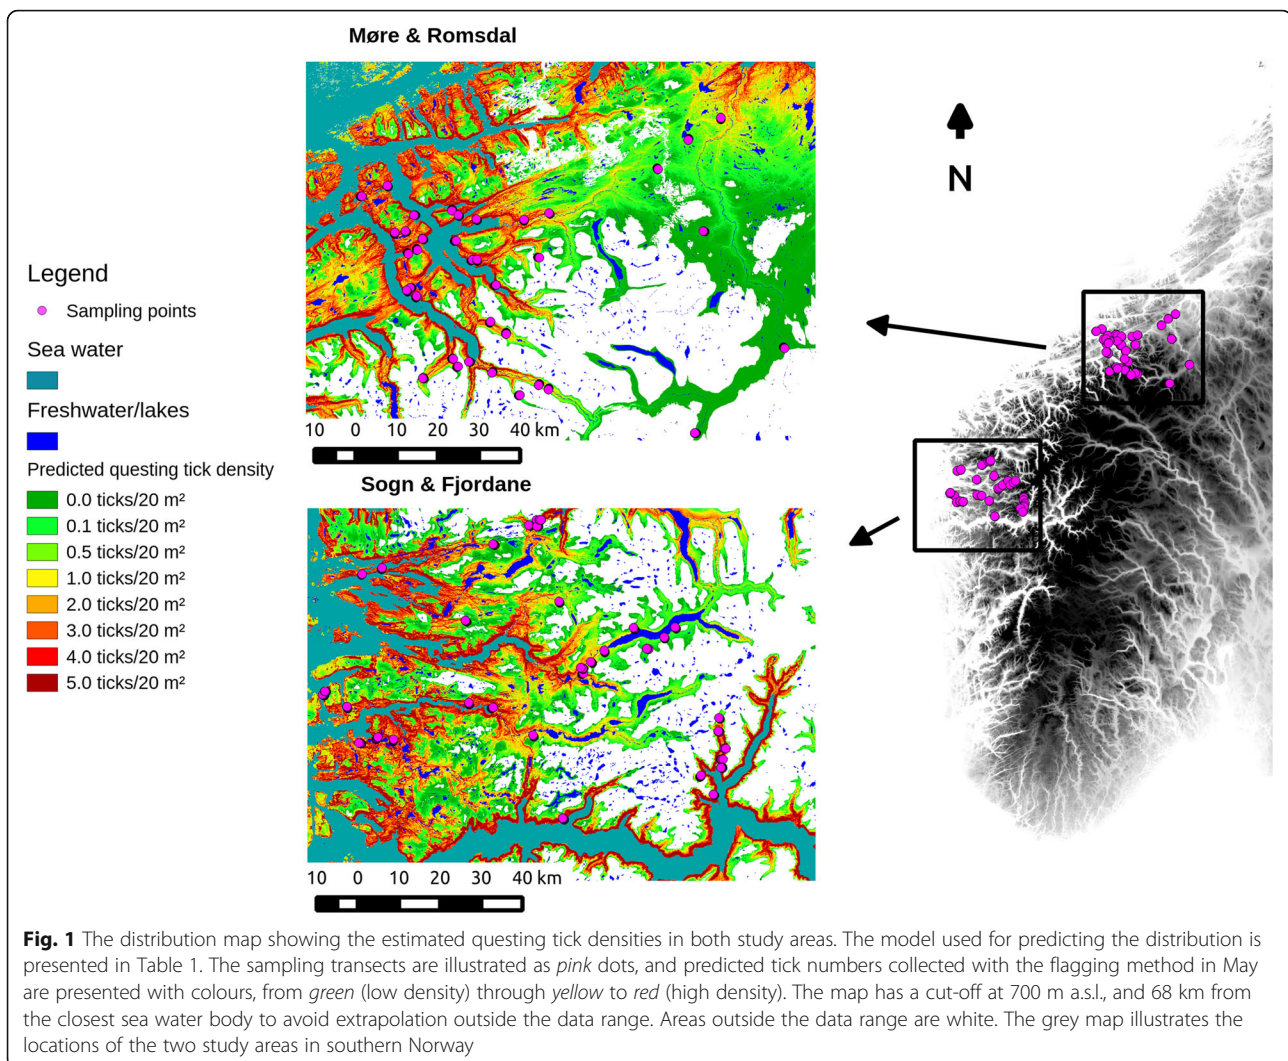 Møre & Romsdal
N
Legend
Sampling points
Sea water
Freshwater/lakes
Predicted questing tick density
0.0 ticks/20 m²
0.1 ticks/20 m²
0.5 ticks/20 m²
1.0 ticks/20 m²
2.0 ticks/20 m²
3.0 ticks/20 m²
4.0 ticks/20 m²
5.0 ticks/20 m²
10 0 10 20 30 40 km
Sogn & Fjordane
10 0 10 20 30 40 km
Fig. 1 The distribution map showing the estimated questing tick densities in both study areas. The model used for predicting the distribution is
presented in Table 1. The sampling transects are illustrated as pink dots, and predicted tick numbers collected with the flagging method in May
are presented with colours, from green (low density) through yellow to red (high density). The map has a cut-off at 700 m a.s.l., and 68 km from
the closest sea water body to avoid extrapolation outside the data range. Areas outside the data range are white. The grey map illustrates the
locations of the two study areas in southern Norway